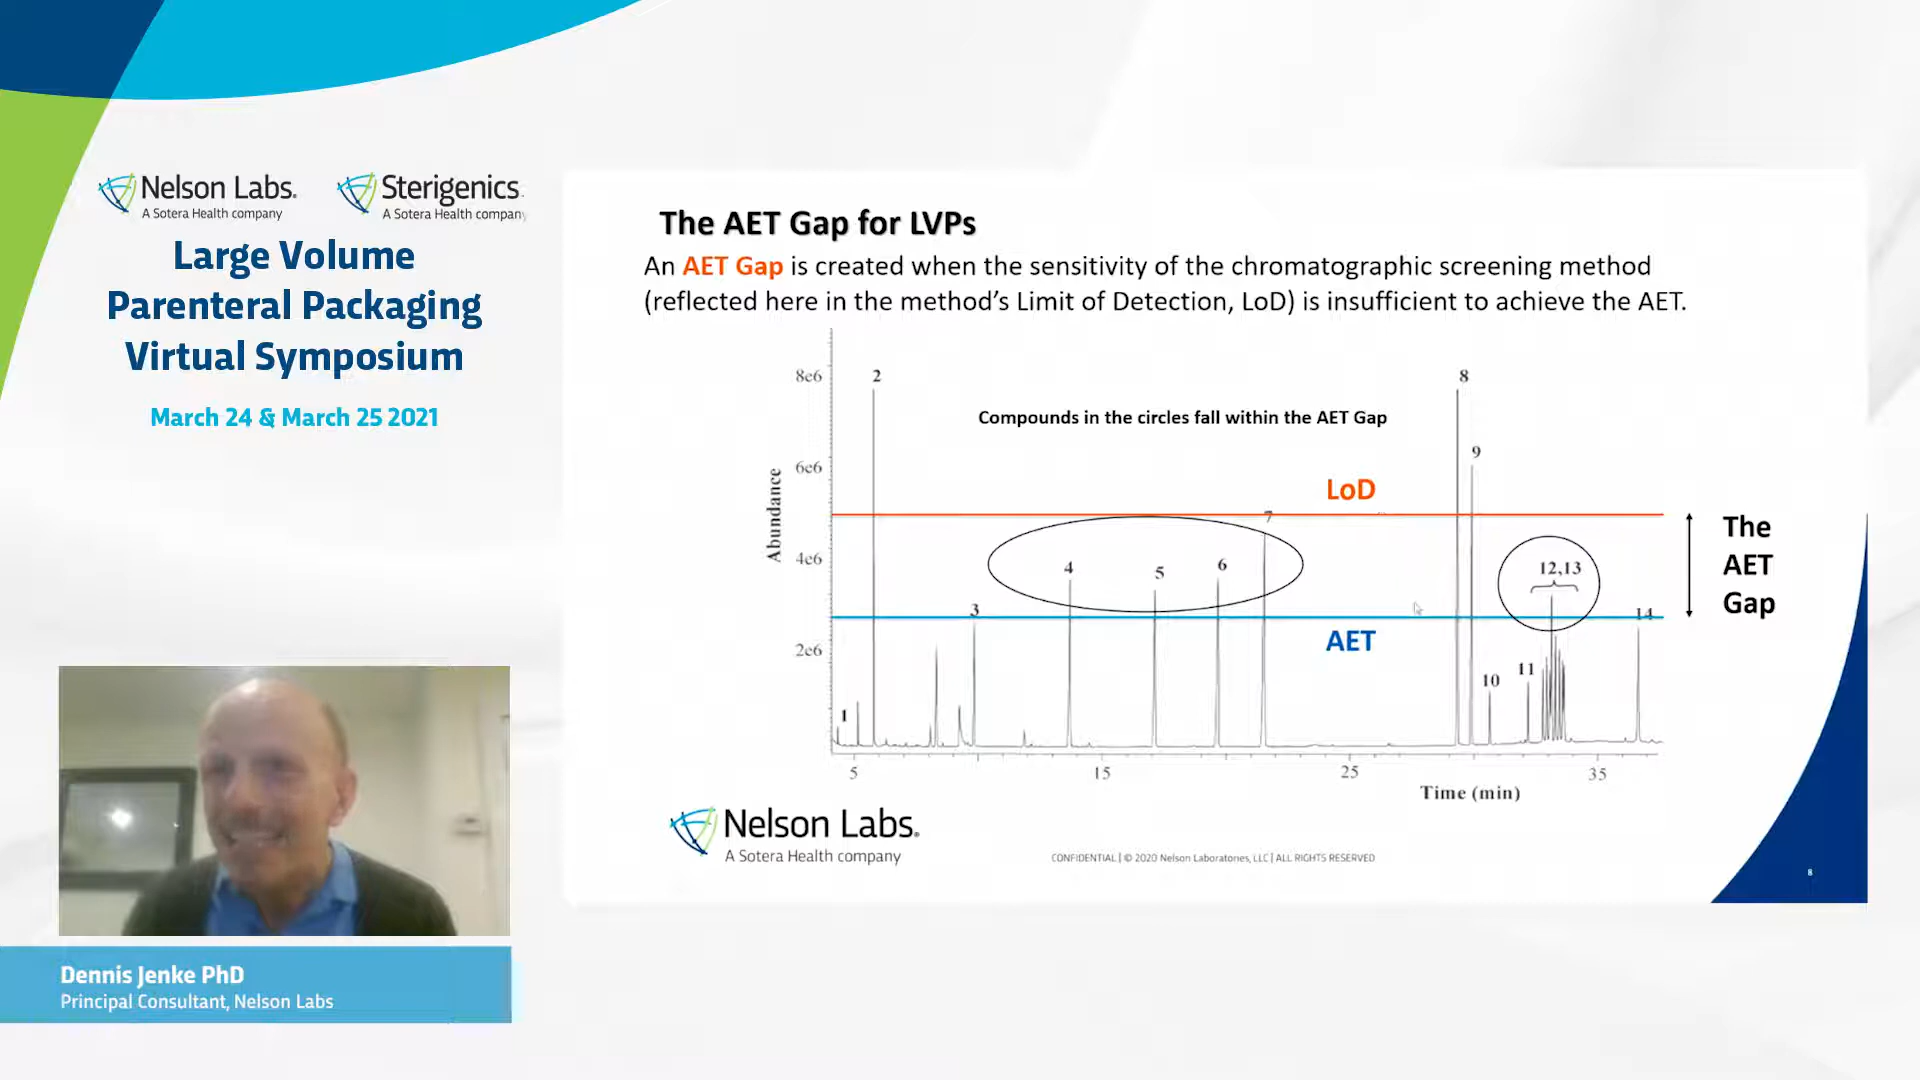 Nelson Labs.
A Sotera Health company
Sterigenics
A Sotera Health company
Large Volume
Parenteral Packaging
Virtual Symposium
March 24 & March 25 2021
The AET Gap for LVPs
An AET Gap is created when the sensitivity of the chromatographic screening method
(reflected here in the method's Limit of Detection, LoD) is insufficient to achieve the AET.
8e6
2
8
Compounds in the circles fall within the AET Gap
9
6e6
LoD
Abundance
7
The
AET
Gap
4e6
4
5
6
12,13
3
14
AET
2e6
10
11
1
5
15
25
35
Time (min)
Nelson Labs.
A Sotera Health company
CONFIDENTIAL | © 2020 Nelson Laboratories, LLC | ALL RIGHTS RESERVED
8
Dennis Jenke PhD
Principal Consultant, Nelson Labs